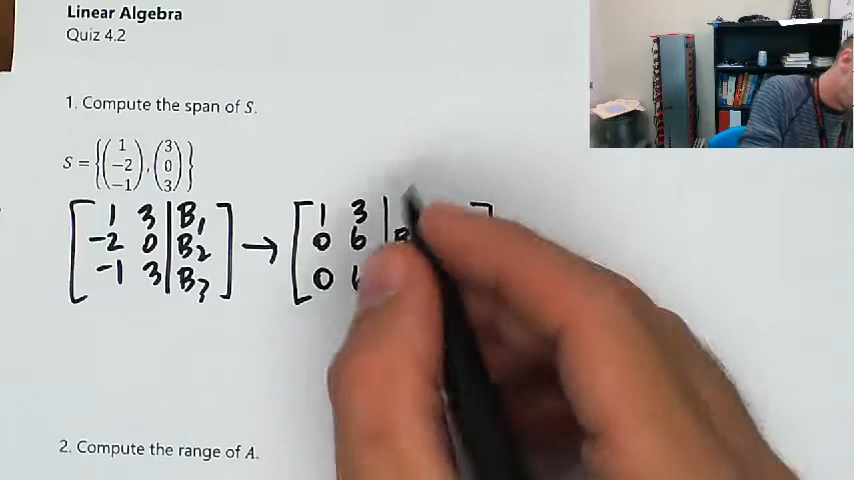 Linear Algebra
Quiz 4.2
1. Compute the span of S.
S = {(1 -2 -1), (3 0 3)}
[1 3 | B₁] → [1 3 |
[-2 0 | B₂] [0 6 |
[-1 3 | B₃] [0
2. Compute the range of A.